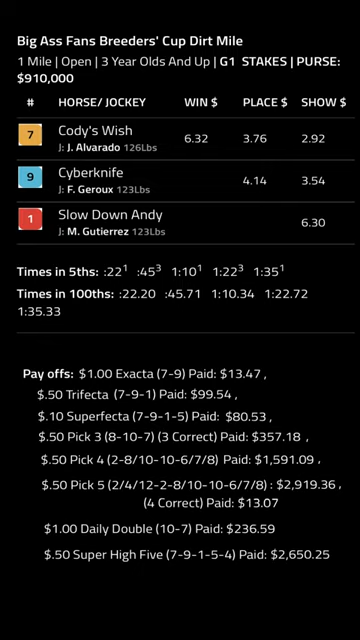 Big Ass Fans Breeders' Cup Dirt Mile
1 Mile | Open | 3 Year Olds And Up | G1 STAKES | PURSE:
$910,000
# HORSE/ JOCKEY WIN $ PLACE $ SHOW $
7 Cody's Wish 6.32 3.76 2.92
J: J. Alvarado 126Lbs
9 Cyberknife 4.14 3.54
J: F. Geroux 123Lbs
1 Slow Down Andy 6.30
J: M. Gutierrez 123Lbs
Times in 5ths: :22¹ :45³ 1:10¹ 1:22³ 1:35¹
Times in 100ths: :22.20 :45.71 1:10.34 1:22.72
1:35.33
Pay offs: $1.00 Exacta (7-9) Paid: $13.47 ,
$.50 Trifecta (7-9-1) Paid: $99.54 ,
$.10 Superfecta (7-9-1-5) Paid: $80.53 ,
$.50 Pick 3 (8-10-7) (3 Correct) Paid: $357.18 ,
$.50 Pick 4 (2-8/10-10-6/7/8) Paid: $1,591.09 ,
$.50 Pick 5 (2/4/12-2-8/10-10-6/7/8) : $2,919.36 ,
(4 Correct) Paid: $13.07
$1.00 Daily Double (10-7) Paid: $236.59
$.50 Super High Five (7-9-1-5-4) Paid: $2,650.25